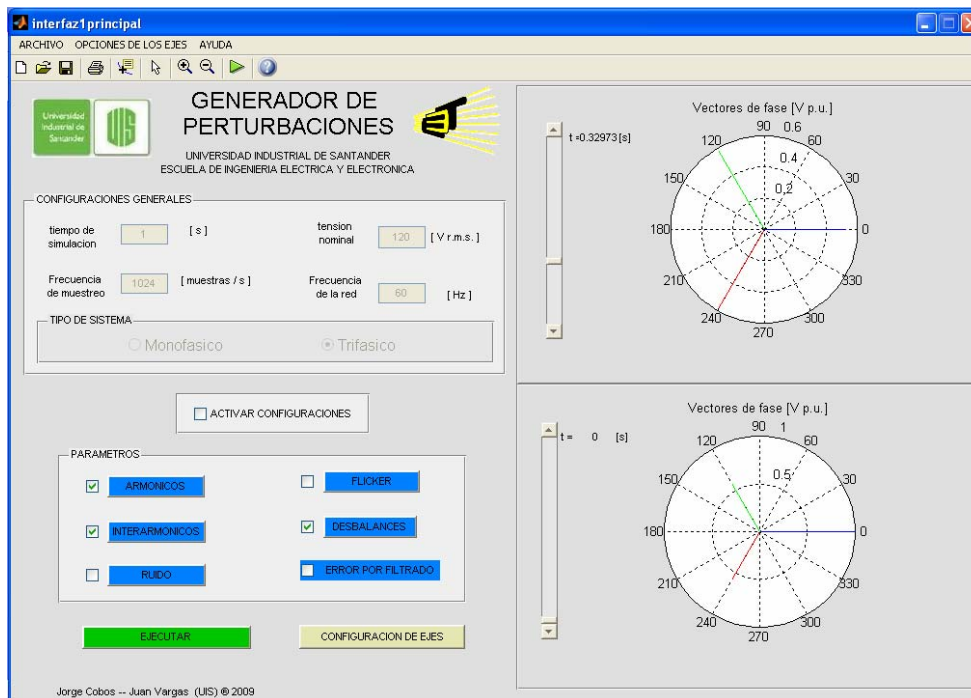 interfaz1principal
ARCHIVO OPCIONES DE LOS EJES AYUDA
Universidad
Industrial de
Santander
UIS
GENERADOR DE
PERTURBACIONES
UNIVERSIDAD INDUSTRIAL DE SANTANDER
ESCUELA DE INGENIERIA ELECTRICA Y ELECTRONICA
CONFIGURACIONES GENERALES
tiempo de
simulacion
1
[ s ]
tension
nominal
120
[ V r.m.s. ]
Frecuencia
de muestreo
1024
[ muestras / s ]
Frecuencia
de la red
60
[ Hz ]
TIPO DE SISTEMA
Monofasico
Trifasico
ACTIVAR CONFIGURACIONES
PARAMETROS
ARMONICOS
FLICKER
INTERARMONICOS
DESBALANCES
RUIDO
ERROR POR FILTRADO
EJECUTAR
CONFIGURACION DE EJES
Jorge Cobos -- Juan Vargas (UIS) ® 2009
t =0.32973 [s]
Vectores de fase [V p.u.]
90 0.6
120 60
0.4
150 30
0.2
180 0
210 330
240 300
270
t = 0 [s]
Vectores de fase [V p.u.]
90 1
120 60
150 0.5 30
180 0
210 330
240 300
270